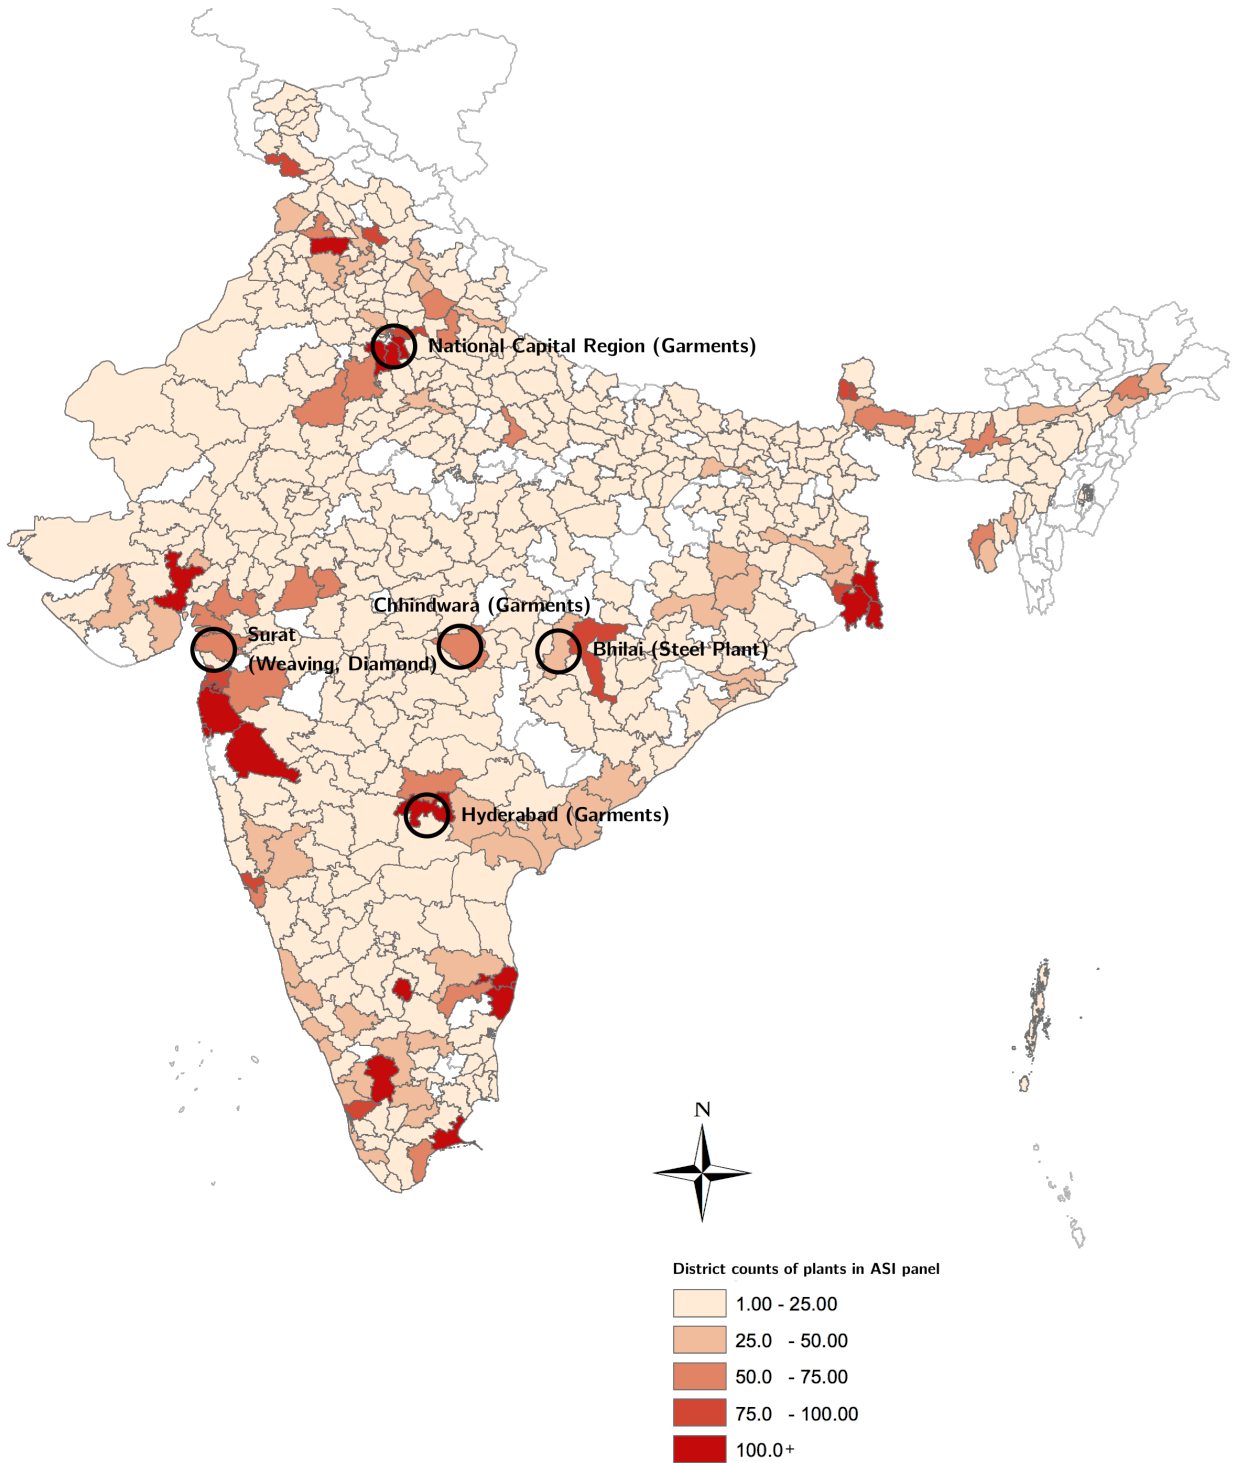 National Capital Region (Garments)
Chhindwara (Garments)
Surat
(Weaving, Diamond)
Bhilai (Steel Plant)
Hyderabad (Garments)
N
District counts of plants in ASI panel
1.00 - 25.00
25.0 - 50.00
50.0 - 75.00
75.0 - 100.00
100.0+